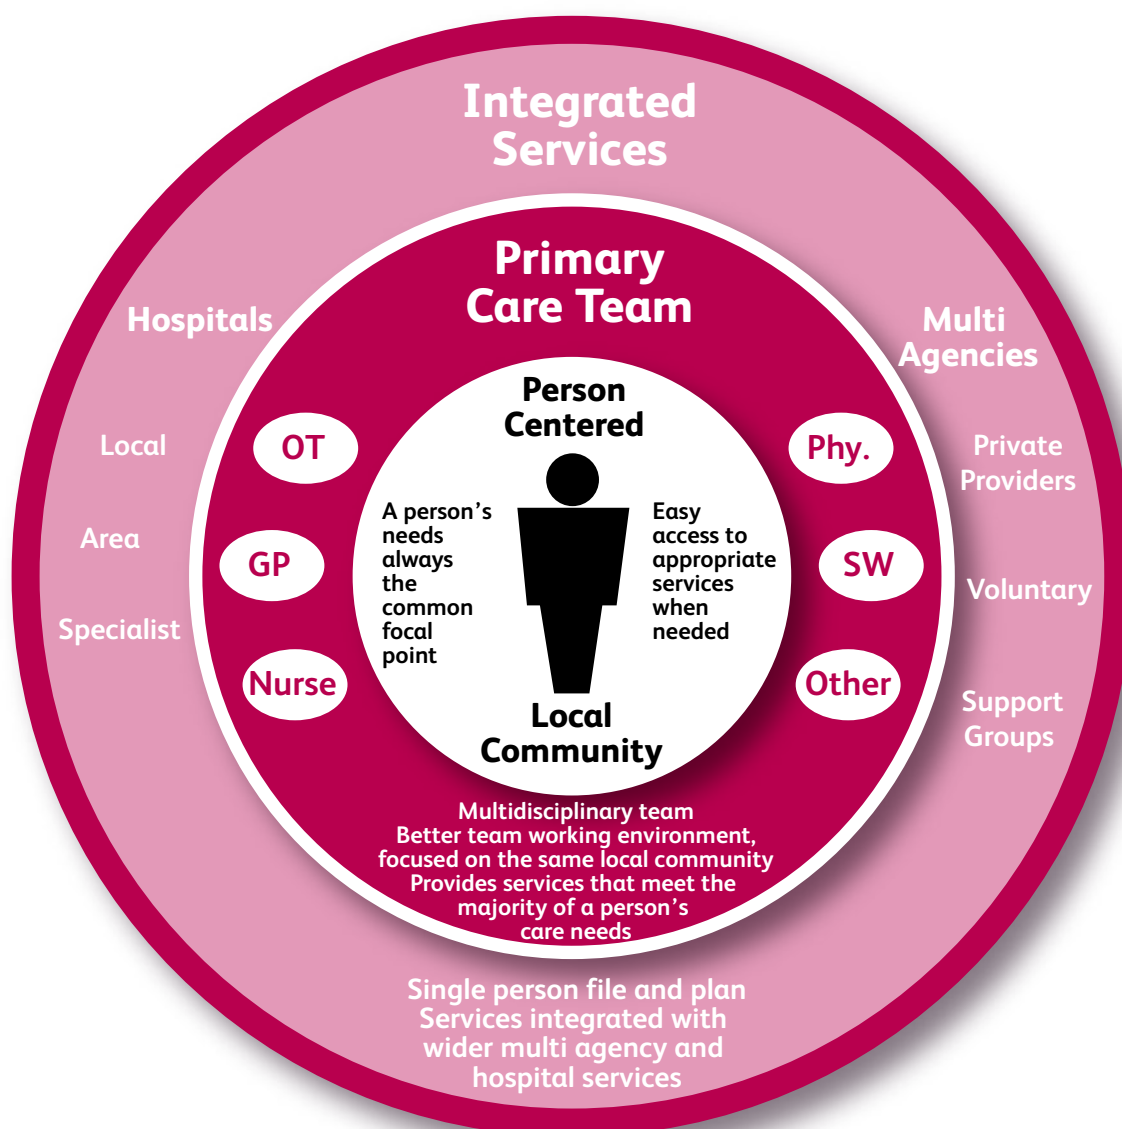 Integrated
Services
Primary
Care Team
Hospitals
Local
Area
Specialist
Multi
Agencies
Private
Providers
Voluntary
Support
Groups
OT
GP
Nurse
Phy.
SW
Other
Person
Centered
A person’s
needs
always
the
common
focal
point
Easy
access to
appropriate
services
when
needed
Local
Community
Multidisciplinary team
Better team working environment,
focused on the same local community
Provides services that meet the
majority of a person’s
care needs
Single person file and plan
Services integrated with
wider multi agency and
hospital services